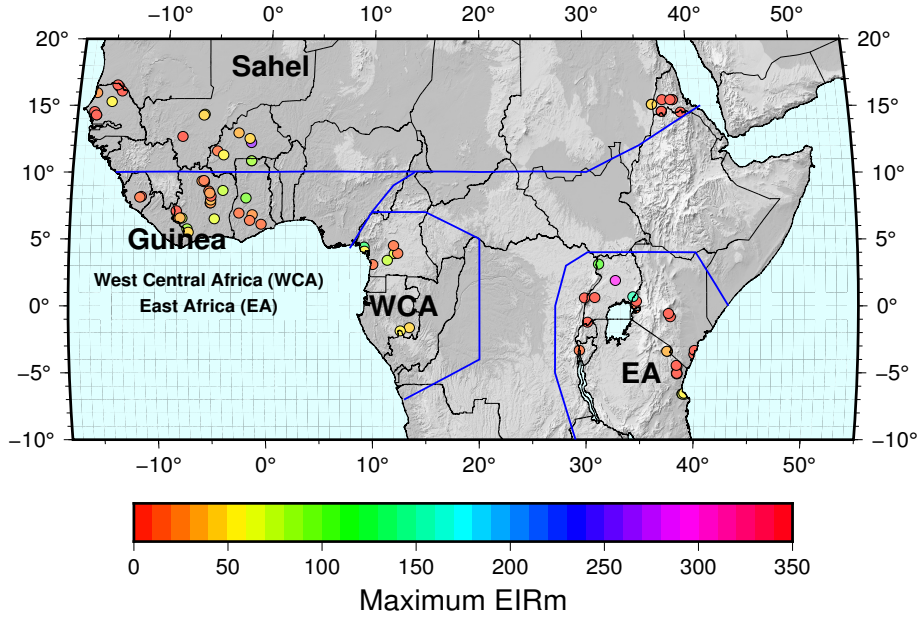 −10° 0° 10° 20° 30° 40° 50°
20° 20°
Sahel
15° 15°
10° 10°
5° 5°
Guinea
West Central Africa (WCA)
East Africa (EA)
0° WCA 0°
−5° EA −5°
−10° −10°
−10° 0° 10° 20° 30° 40° 50°
0 50 100 150 200 250 300 350
Maximum EIRm